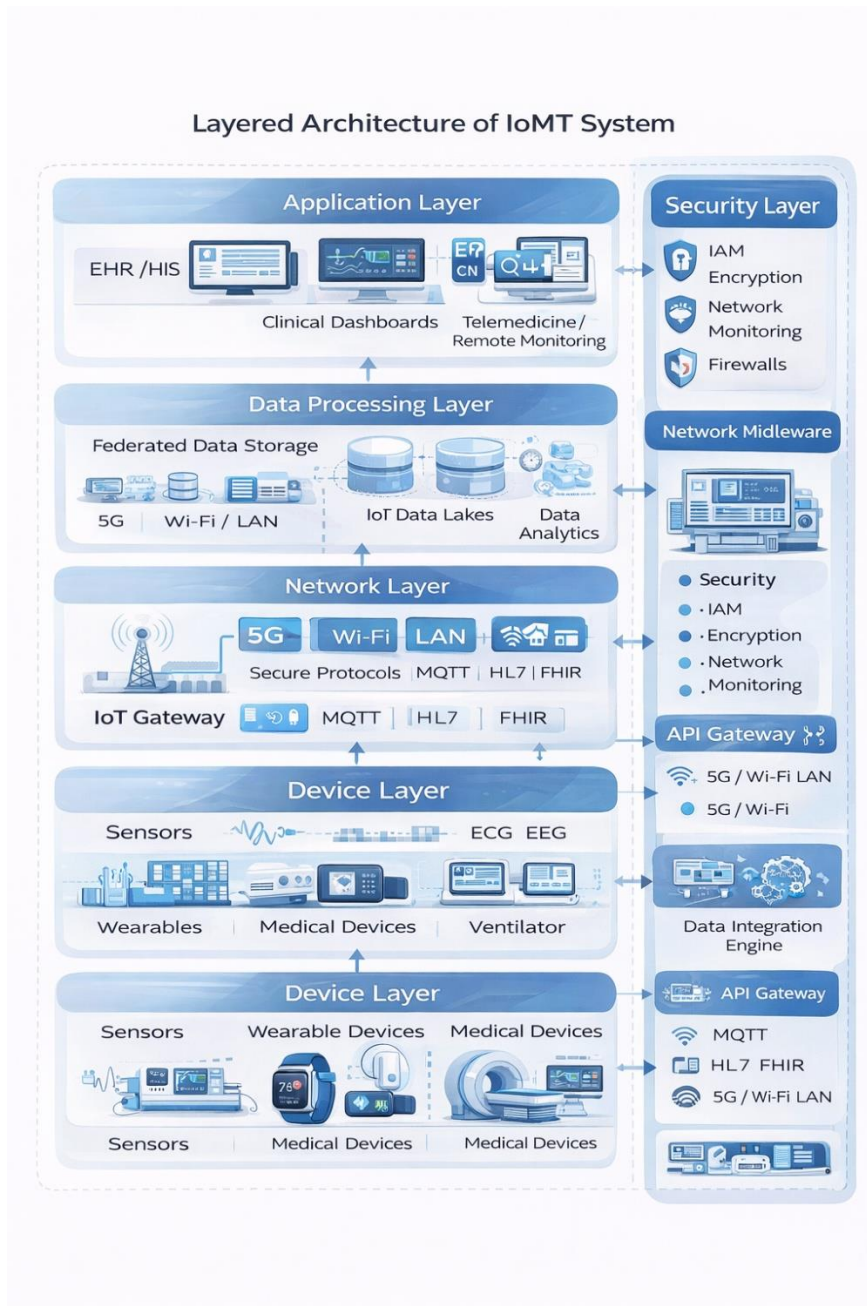 Layered Architecture of IoMT System
Application Layer
EHR /HIS
Clinical Dashboards
Telemedicine/
Remote Monitoring
Data Processing Layer
Federated Data Storage
5G
Wi-Fi / LAN
IoT Data Lakes
Data
Analytics
Network Layer
5G
Wi-Fi
LAN
Secure Protocols | MQTT | HL7 | FHIR
IoT Gateway
MQTT
HL7
FHIR
Device Layer
Sensors
ECG EEG
Wearables
Medical Devices
Ventilator
Device Layer
Sensors
Wearable Devices
Medical Devices
78
Sensors
Medical Devices
Medical Devices
Security Layer
IAM
Encryption
Network
Monitoring
Firewalls
Network Midleware
Security
· IAM
· Encryption
· Network
. Monitoring
API Gateway
5G / Wi-Fi LAN
5G / Wi-Fi
Data Integration
Engine
API Gateway
MQTT
HL7 FHIR
5G / Wi-Fi LAN